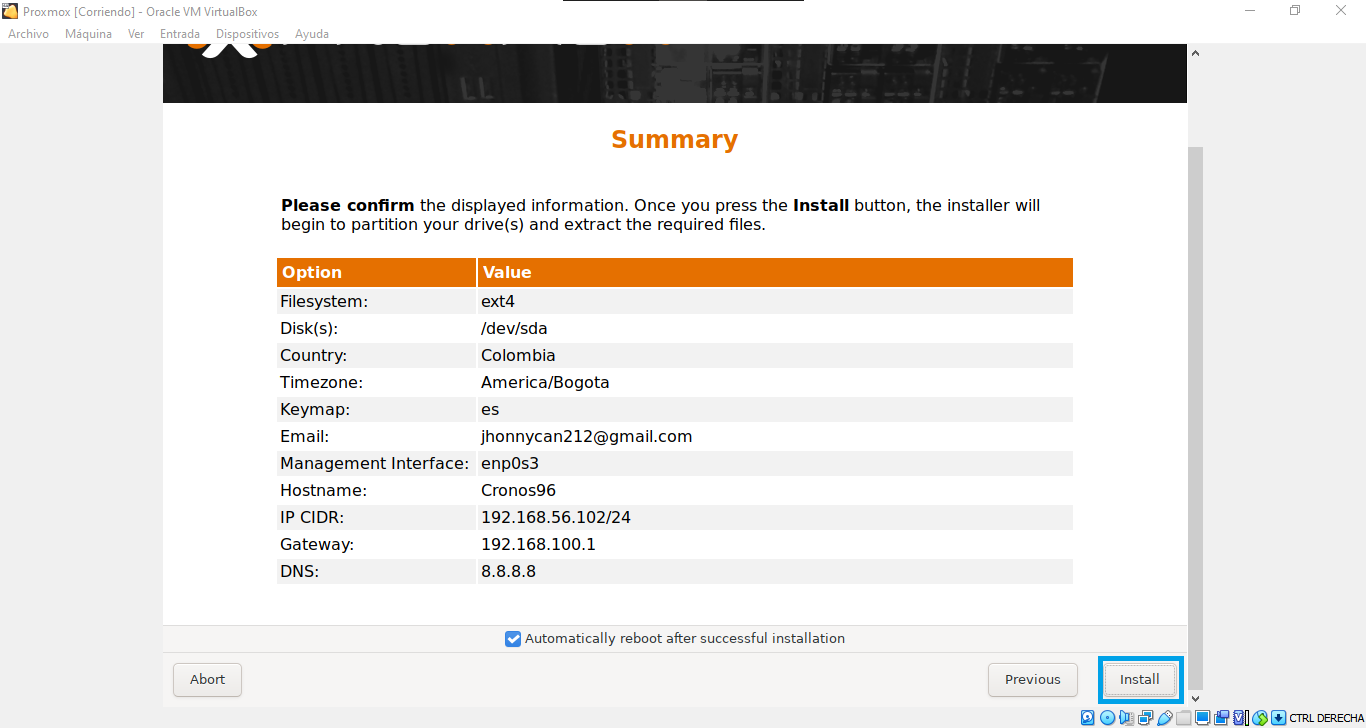 Proxmox [Corriendo] - Oracle VM VirtualBox
Archivo Máquina Ver Entrada Dispositivos Ayuda
Summary
Please confirm the displayed information. Once you press the Install button, the installer will
begin to partition your drive(s) and extract the required files.
Option Value
Filesystem: ext4
Disk(s): /dev/sda
Country: Colombia
Timezone: America/Bogota
Keymap: es
Email: jhonnycan212@gmail.com
Management Interface: enp0s3
Hostname: Cronos96
IP CIDR: 192.168.56.102/24
Gateway: 192.168.100.1
DNS: 8.8.8.8
Automatically reboot after successful installation
Abort Previous Install
CTRL DERECHA